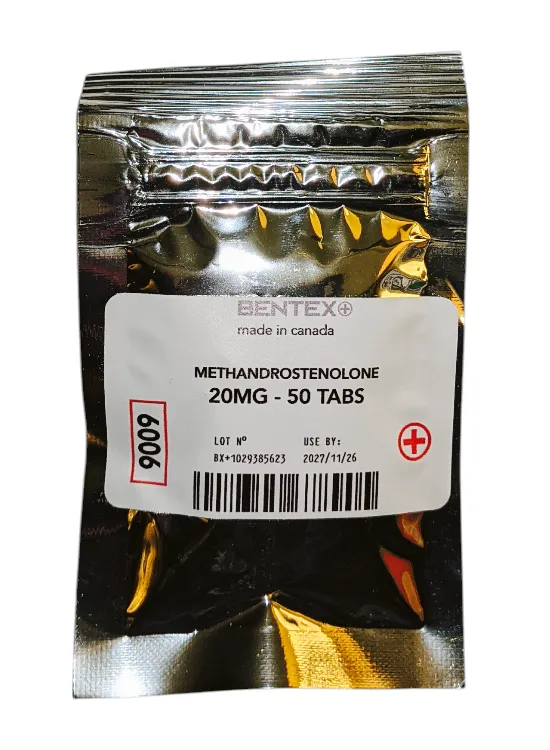 BENTEX
made in canada
METHANDROSTENOLONE
20MG - 50 TABS
9009
LOT Nº
USE BY:
BX+1029385623
2027/11/26